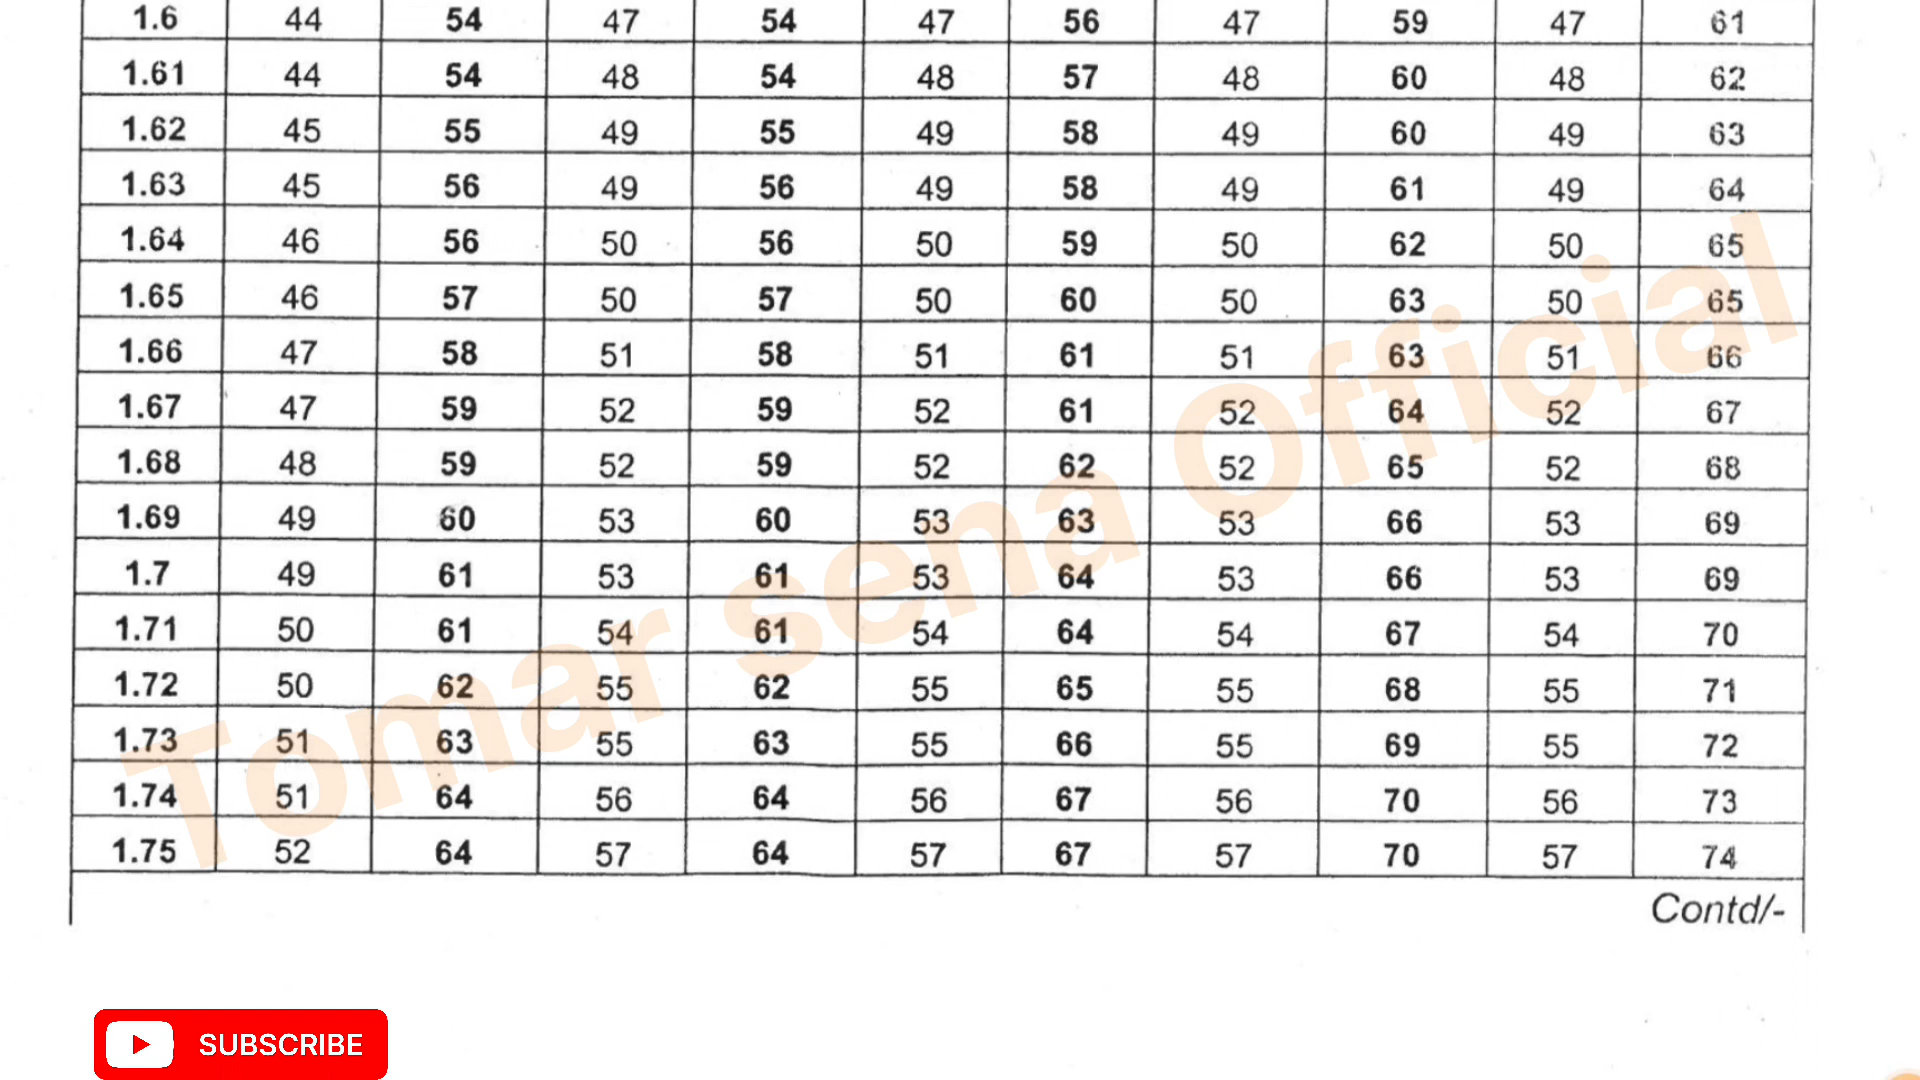 1.6 44 54 47 54 47 56 47 59 47 61
1.61 44 54 48 54 48 57 48 60 48 62
1.62 45 55 49 55 49 58 49 60 49 63
1.63 45 56 49 56 49 58 49 61 49 64
1.64 46 56 50 56 50 59 50 62 50 65
1.65 46 57 50 57 50 60 50 63 50 65
1.66 47 58 51 58 51 61 51 63 51 66
1.67 47 59 52 59 52 61 52 64 52 67
1.68 48 59 52 59 52 62 52 65 52 68
1.69 49 60 53 60 53 63 53 66 53 69
1.7 49 61 53 61 53 64 53 66 53 69
1.71 50 61 54 61 54 64 54 67 54 70
1.72 50 62 55 62 55 65 55 68 55 71
1.73 51 63 55 63 55 66 55 69 55 72
1.74 51 64 56 64 56 67 56 70 56 73
1.75 52 64 57 64 57 67 57 70 57 74
Contd/-
Tomar sena Official
SUBSCRIBE